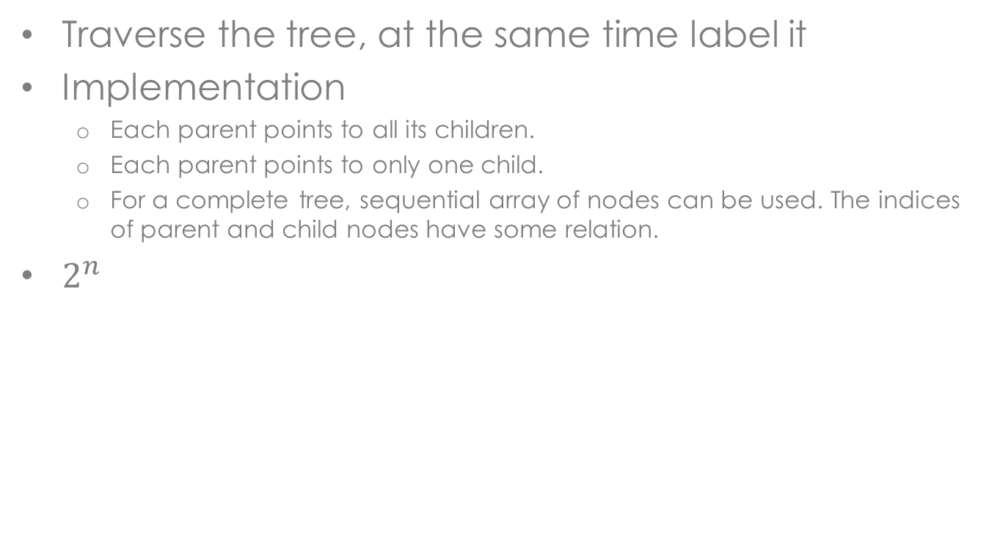 • Traverse the tree, at the same time label it
• Implementation
o Each parent points to all its children.
o Each parent points to only one child.
o For a complete tree, sequential array of nodes can be used. The indices
of parent and child nodes have some relation.
• 2ⁿ